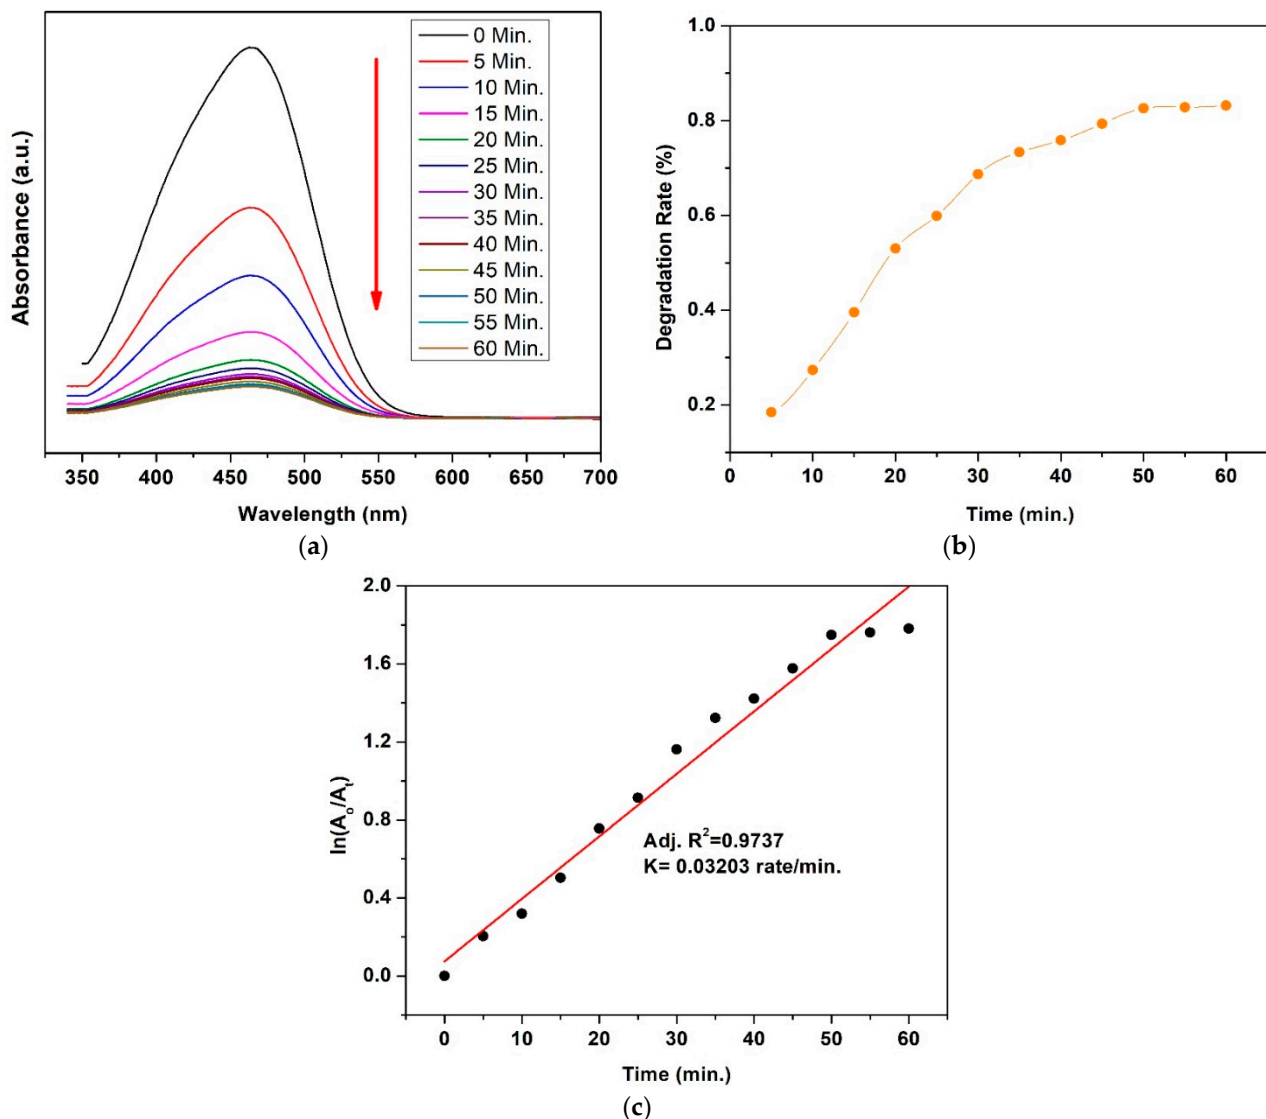 Absorbance (a.u.)
0 Min.
5 Min.
10 Min.
15 Min.
20 Min.
25 Min.
30 Min.
35 Min.
40 Min.
45 Min.
50 Min.
55 Min.
60 Min.
350 400 450 500 550 600 650 700
Wavelength (nm)
(a)
Degradation Rate (%)
1.0
0.8
0.6
0.4
0.2
0 10 20 30 40 50 60
Time (min.)
(b)
ln(Aₒ/Aₜ)
2.0
1.6
1.2
0.8
0.4
0.0
Adj. R²=0.9737
K= 0.03203 rate/min.
0 10 20 30 40 50 60
Time (min.)
(c)